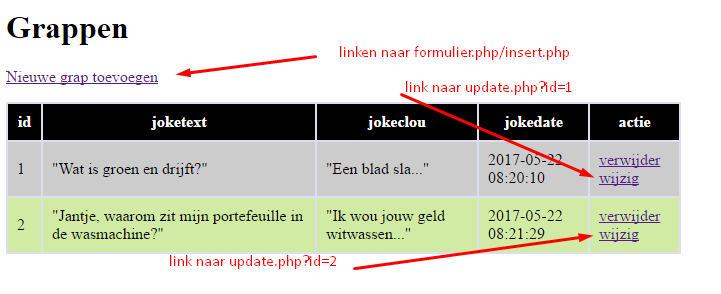 Grappen
linken naar formulier.php/insert.php
Nieuwe grap toevoegen
link naar update.php?id=1
id joketext jokeclou jokedate actie
1 "Wat is groen en drijft?" "Een blad sla..." 2017-05-22 verwijder
08:20:10 wijzig
2 "Jantje, waarom zit mijn portefeuille in "Ik wou jouw geld 2017-05-22 verwijder
de wasmachine?" witwassen..." 08:21:29 wijzig
link naar update.php?id=2